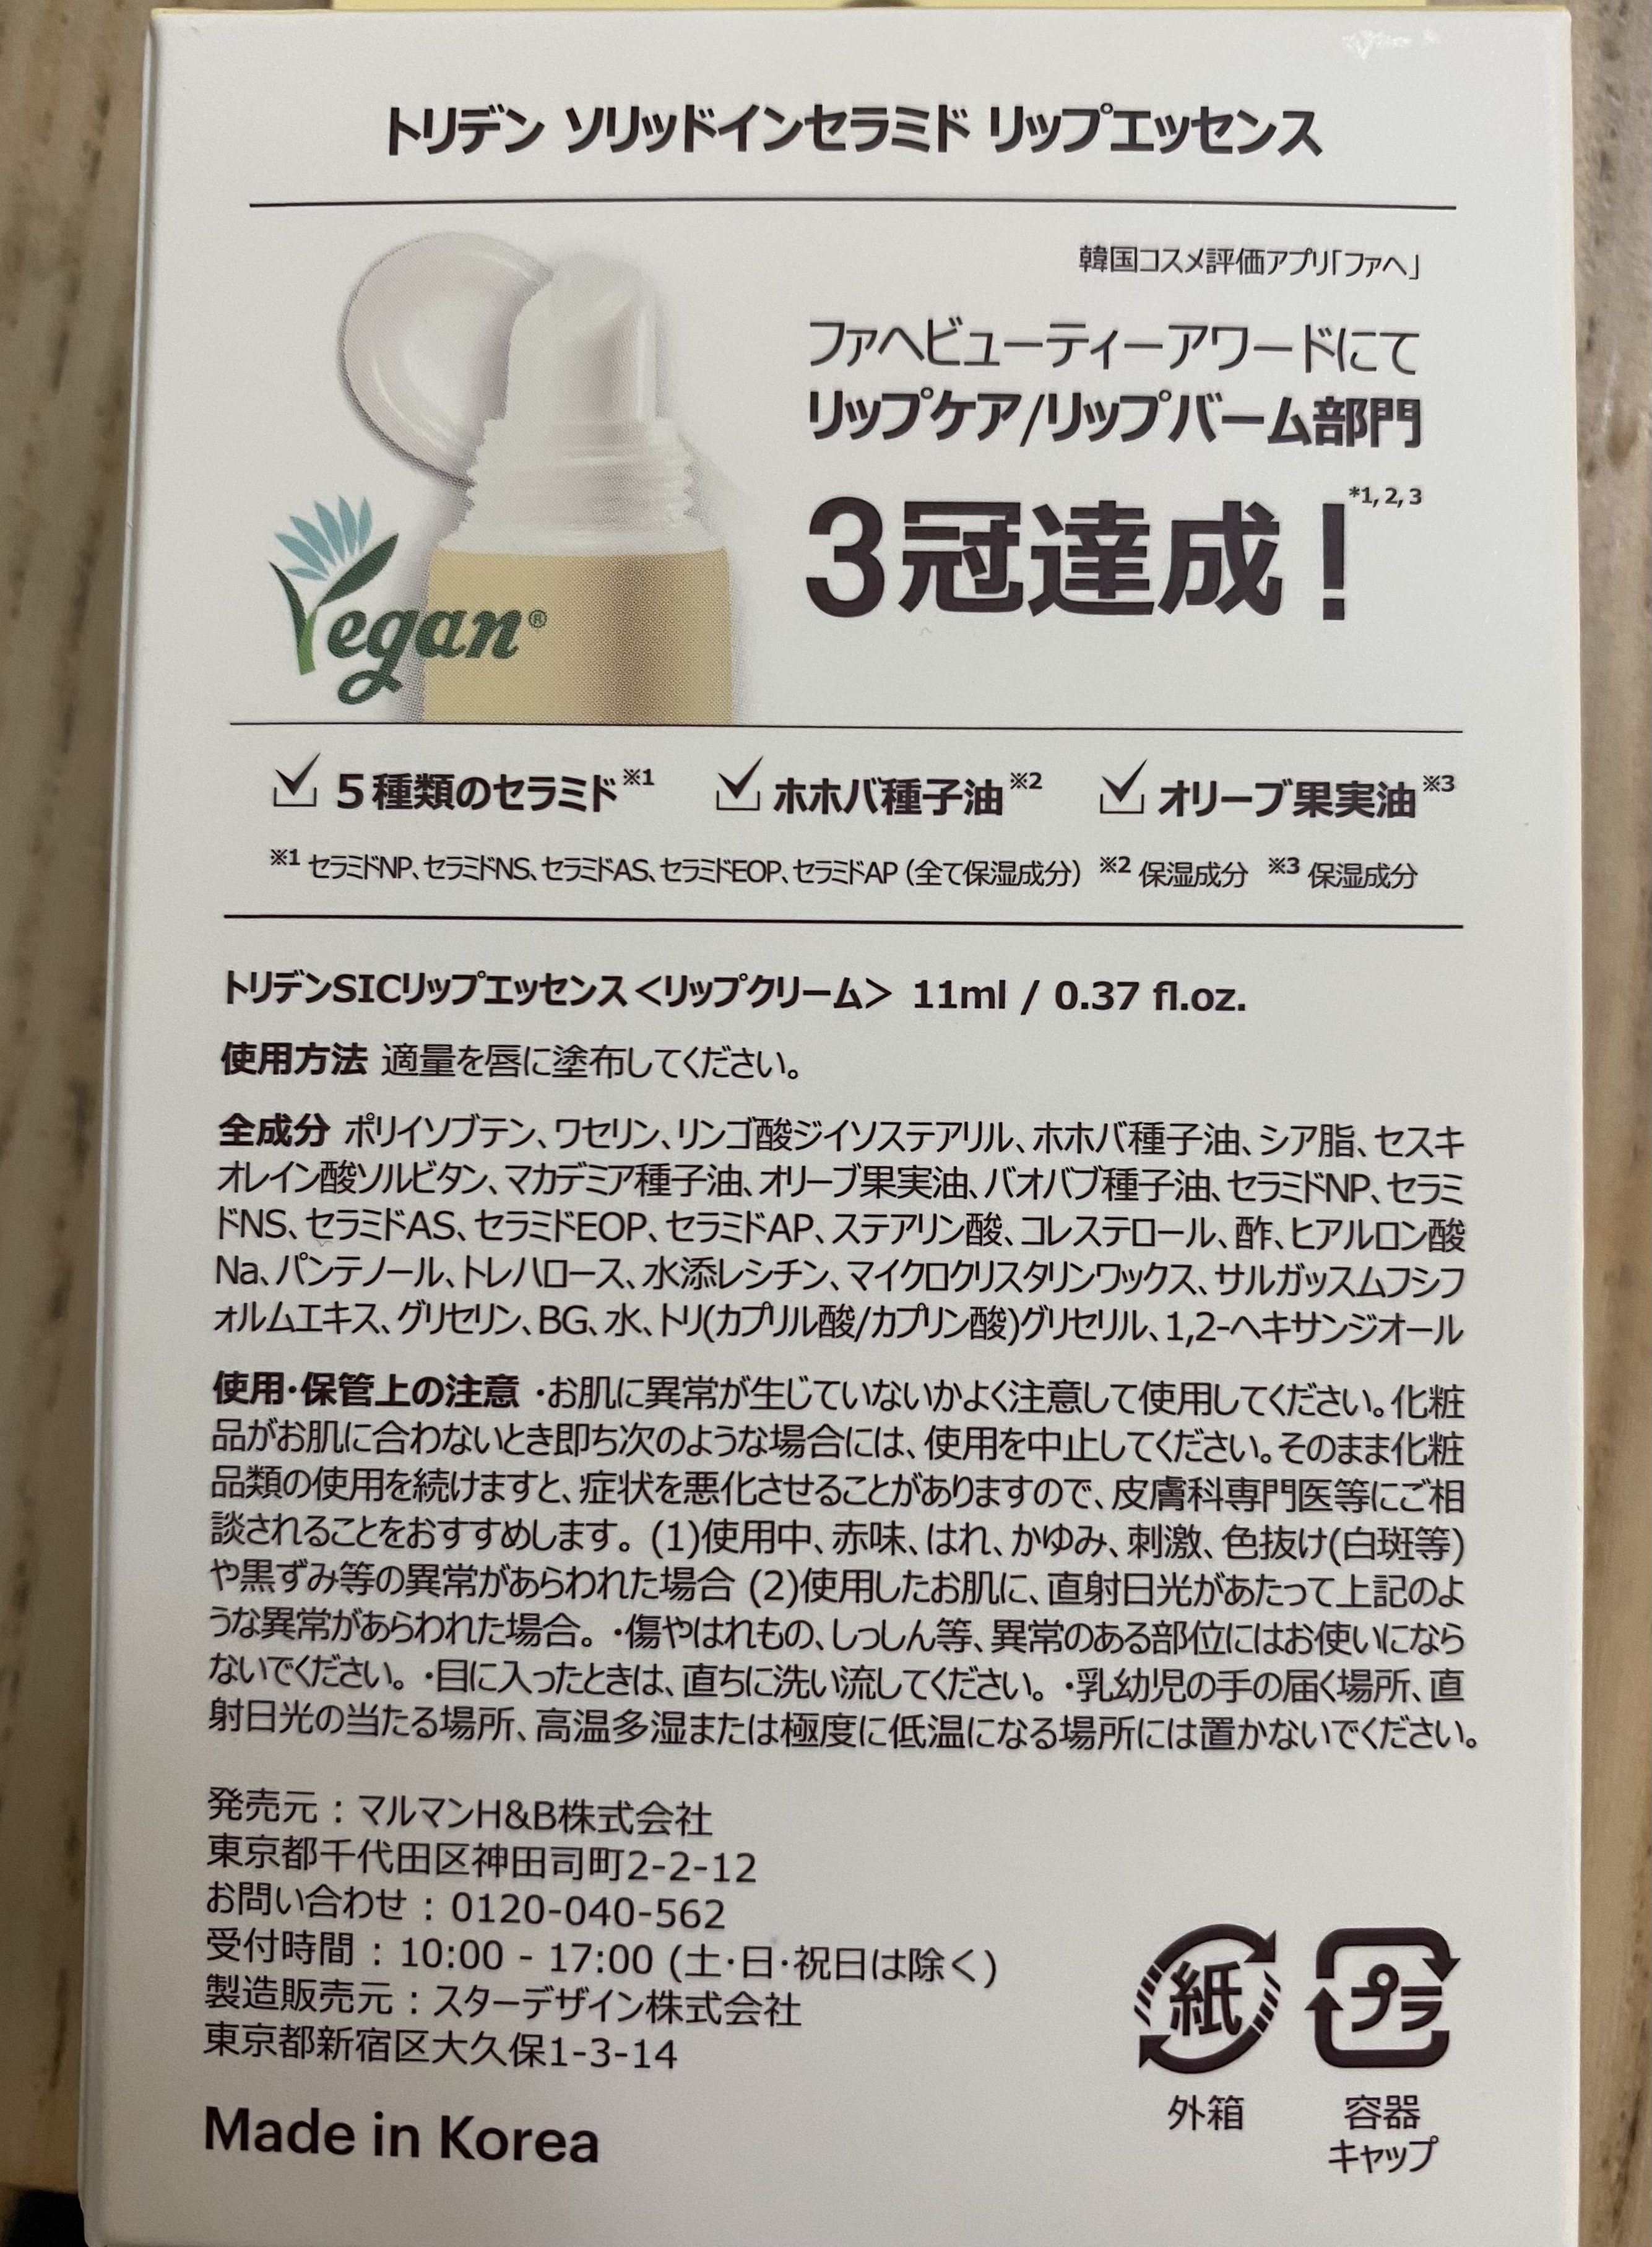 トリデン ソリッドインセラミド リップエッセンス
韓国コスメ評価アプリ「ファヘ」
ファヘビューティーアワードにて
リップケア/リップバーム部門
3冠達成！*1, 2, 3
Vegan®
5種類のセラミド※1 ホホバ種子油※2 オリーブ果実油※3
※1 セラミドNP、セラミドNS、セラミドAS、セラミドEOP、セラミドAP（全て保湿成分） ※2 保湿成分 ※3 保湿成分
トリデンSICリップエッセンス＜リップクリーム＞ 11ml / 0.37 fl.oz.
使用方法 適量を唇に塗布してください。
全成分 ポリイソブテン、ワセリン、リンゴ酸ジイソステアリル、ホホバ種子油、シア脂、セスキ
オレイン酸ソルビタン、マカデミア種子油、オリーブ果実油、バオバブ種子油、セラミドNP、セラミ
ドNS、セラミドAS、セラミドEOP、セラミドAP、ステアリン酸、コレステロール、酢、ヒアルロン酸
Na、パンテノール、トレハロース、水添レシチン、マイクロクリスタリンワックス、サルガッスムフシフ
ォルムエキス、グリセリン、BG、水、トリ(カプリル酸/カプリン酸)グリセリル、1,2-ヘキサンジオール
使用・保管上の注意 ・お肌に異常が生じていないかよく注意して使用してください。化粧
品がお肌に合わないとき即ち次のような場合には、使用を中止してください。そのまま化粧
品類の使用を続けますと、症状を悪化させることがありますので、皮膚科専門医等にご相
談されることをおすすめします。(1)使用中、赤味、はれ、かゆみ、刺激、色抜け(白斑等)
や黒ずみ等の異常があらわれた場合 (2)使用したお肌に、直射日光があたって上記のよ
うな異常があらわれた場合。・傷やはれもの、しっしん等、異常のある部位にはお使いになら
ないでください。・目に入ったときは、直ちに洗い流してください。・乳幼児の手の届く場所、直
射日光の当たる場所、高温多湿または極度に低温になる場所には置かないでください。
発売元：マルマンH&B株式会社
東京都千代田区神田司町2-2-12
お問い合わせ：0120-040-562
受付時間：10:00 - 17:00 (土・日・祝日は除く)
製造販売元：スターデザイン株式会社
東京都新宿区大久保1-3-14
Made in Korea
紙 プラ
外箱 容器
キャップ